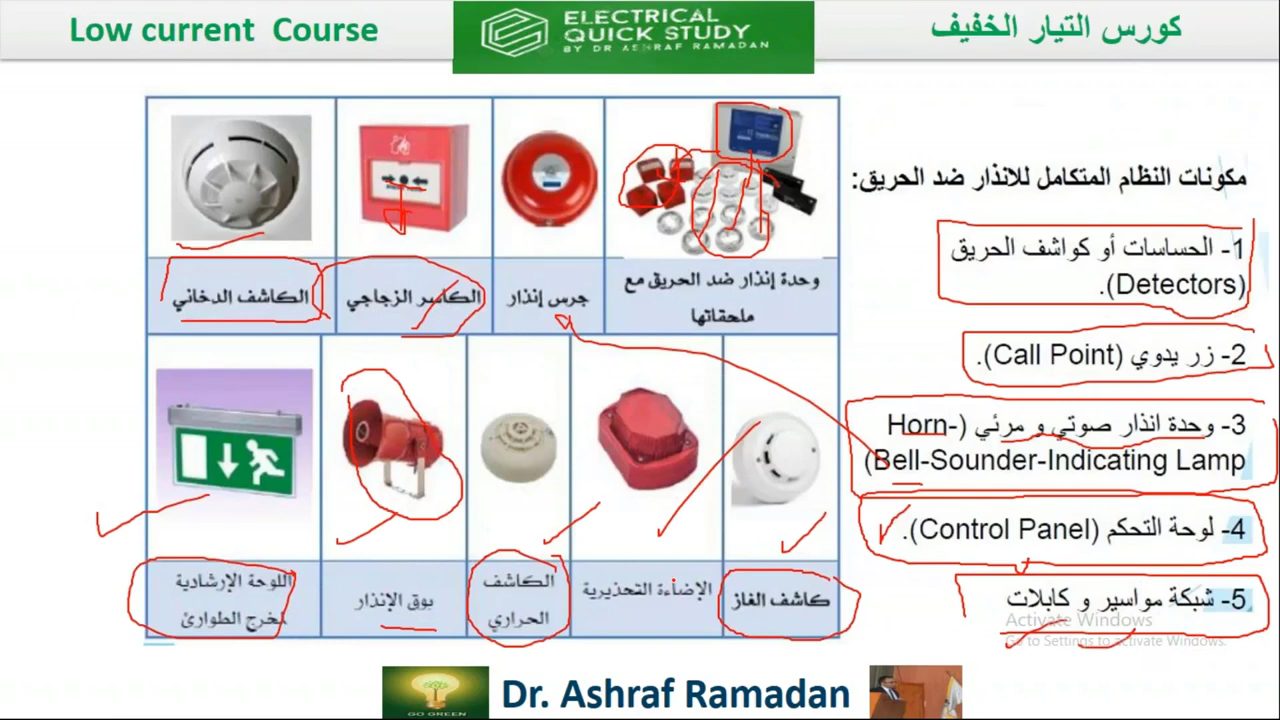 Low current Course
ELECTRICAL
QUICK STUDY
BY DR ASHRAF RAMADAN
كورس التيار الخفيف
مكونات النظام المتكامل للانذار ضد الحريق:
1- الحساسات أو كواشف الحريق
(Detectors).
2- زر يدوي (Call Point).
3- وحدة انذار صوتي و مرئي (Horn-
Bell-Sounder-Indicating Lamp)
4- لوحة التحكم (Control Panel).
5- شبكة مواسير و كابلات
وحدة إنذار ضد الحريق مع
ملحقاتها
جرس إنذار
الكاسر الزجاجي
الكاشف الدخاني
كاشف الغاز
الإضاءة التحذيرية
الكاشف
الحراري
بوق الإنذار
اللوحة الإرشادية
لمخرج الطوارئ
Activate Windows
Go to Settings to activate Windows.
GO GREEN
Dr. Ashraf Ramadan